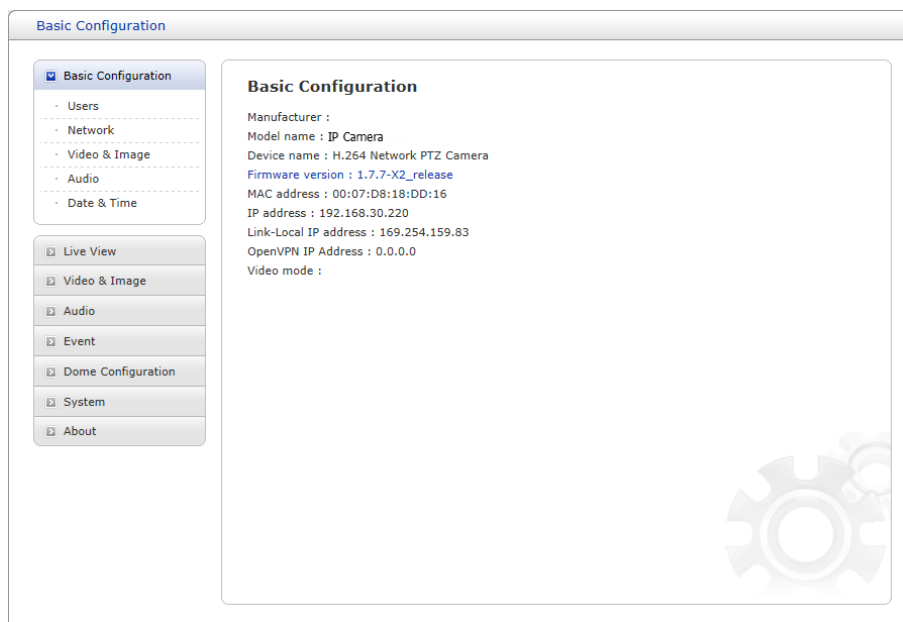 Basic Configuration
Basic Configuration
Users
Network
Video & Image
Audio
Date & Time
Live View
Video & Image
Audio
Event
Dome Configuration
System
About
Basic Configuration
Manufacturer :
Model name : IP Camera
Device name : H.264 Network PTZ Camera
Firmware version : 1.7.7-X2_release
MAC address : 00:07:D8:18:DD:16
IP address : 192.168.30.220
Link-Local IP address : 169.254.159.83
OpenVPN IP Address : 0.0.0.0
Video mode :